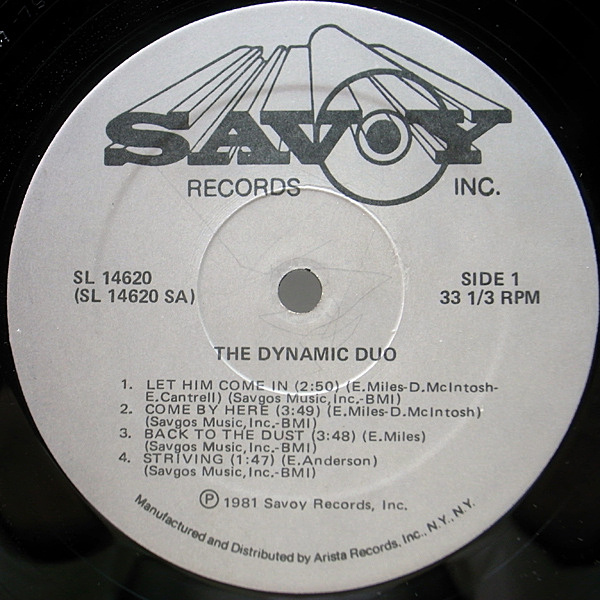 SAVOY
RECORDS INC.
SL 14620
(SL 14620 SA)
SIDE 1
33 1/3 RPM
THE DYNAMIC DUO
1. LET HIM COME IN (2:50) (E.Miles-D.McIntosh-
E.Cantrell) (Savgos Music,Inc.-BMI)
2. COME BY HERE (3:49) (E.Miles-D.McIntosh)
(Savgos Music,Inc.-BMI)
3. BACK TO THE DUST (3:48) (E.Miles)
(Savgos Music,Inc.-BMI)
4. STRIVING (1:47) (E.Anderson)
(Savgos Music,Inc.-BMI)
Ⓟ 1981 Savoy Records, Inc.
Manufactured and Distributed by Arista Records, Inc., N.Y., N.Y.